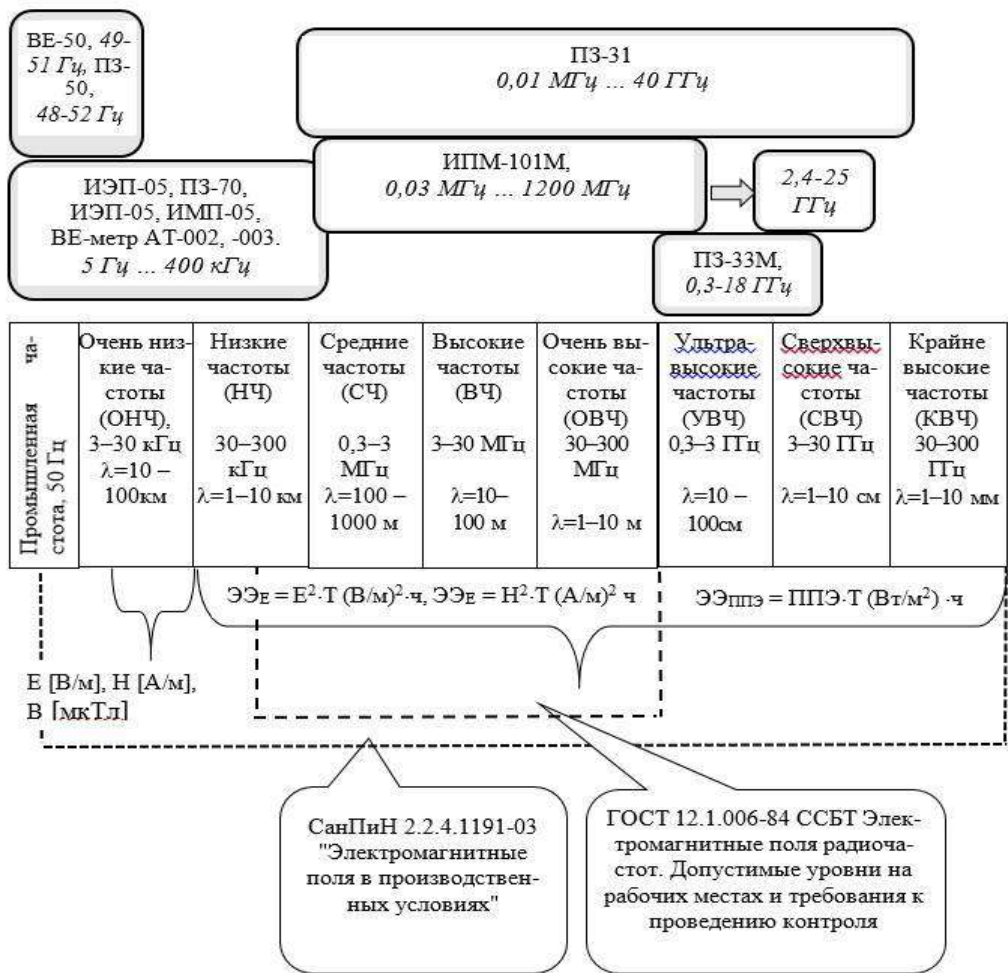 ВЕ-50, 49-
51 Гц, ПЗ-
50,
48-52 Гц
ПЗ-31
0,01 МГц … 40 ГГц
ИПМ-101М,
0,03 МГц … 1200 МГц
2,4-25
ГГц
ИЭП-05, ПЗ-70,
ИЭП-05, ИМП-05,
ВЕ-метр АТ-002, -003.
5 Гц … 400 кГц
ПЗ-33М,
0,3-18 ГГц
Промышленная ча-
стота, 50 Гц
Очень низ-
кие ча-
стоты
(ОНЧ),
3–30 кГц
λ=10 –
100км
Низкие
частоты
(НЧ)
30–300
кГц
λ=1–10 км
Средние
частоты
(СЧ)
0,3–3
МГц
λ=100 –
1000 м
Высокие
частоты
(ВЧ)
3–30 МГц
λ=10–
100 м
Очень вы-
сокие ча-
стоты
(ОВЧ)
30–300
МГц
λ=1–10 м
Ультра-
высокие
частоты
(УВЧ)
0,3–3 ГГц
λ=10 –
100см
Сверхвы-
сокие ча-
стоты
(СВЧ)
3–30 ГГц
λ=1–10 см
Крайне
высокие
частоты
(КВЧ)
30–300
ГГц
λ=1–10 мм
ЭЭЕ = Е²·Т (В/м)²·ч, ЭЭЕ = Н²·Т (А/м)² ч
ЭЭППЭ = ППЭ·Т (Вт/м²) ·ч
Е [В/м], Н [А/м],
В [мкТл]
СанПиН 2.2.4.1191-03
"Электромагнитные
поля в производствен-
ных условиях"
ГОСТ 12.1.006-84 ССБТ Элек-
тромагнитные поля радиоча-
стот. Допустимые уровни на
рабочих местах и требования к
проведению контроля